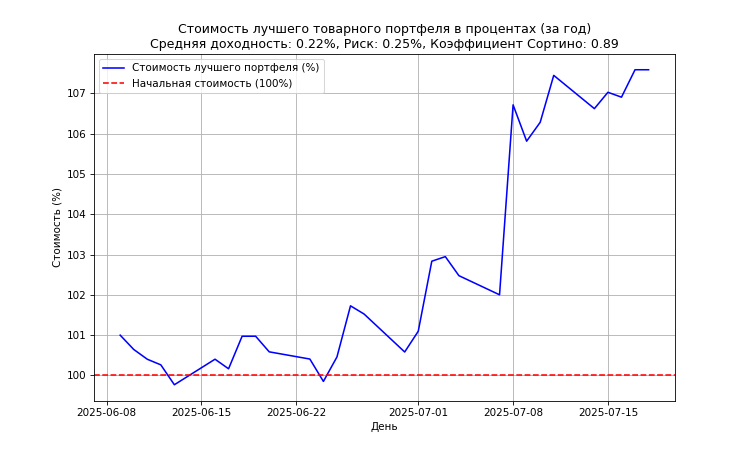 Стоимость лучшего товарного портфеля в процентах (за год)
Средняя доходность: 0.22%, Риск: 0.25%, Коэффициент Сортино: 0.89
Стоимость лучшего портфеля (%)
Начальная стоимость (100%)
Стоимость (%)
107
106
105
104
103
102
101
100
2025-06-08
2025-06-15
2025-06-22
2025-07-01
2025-07-08
2025-07-15
День